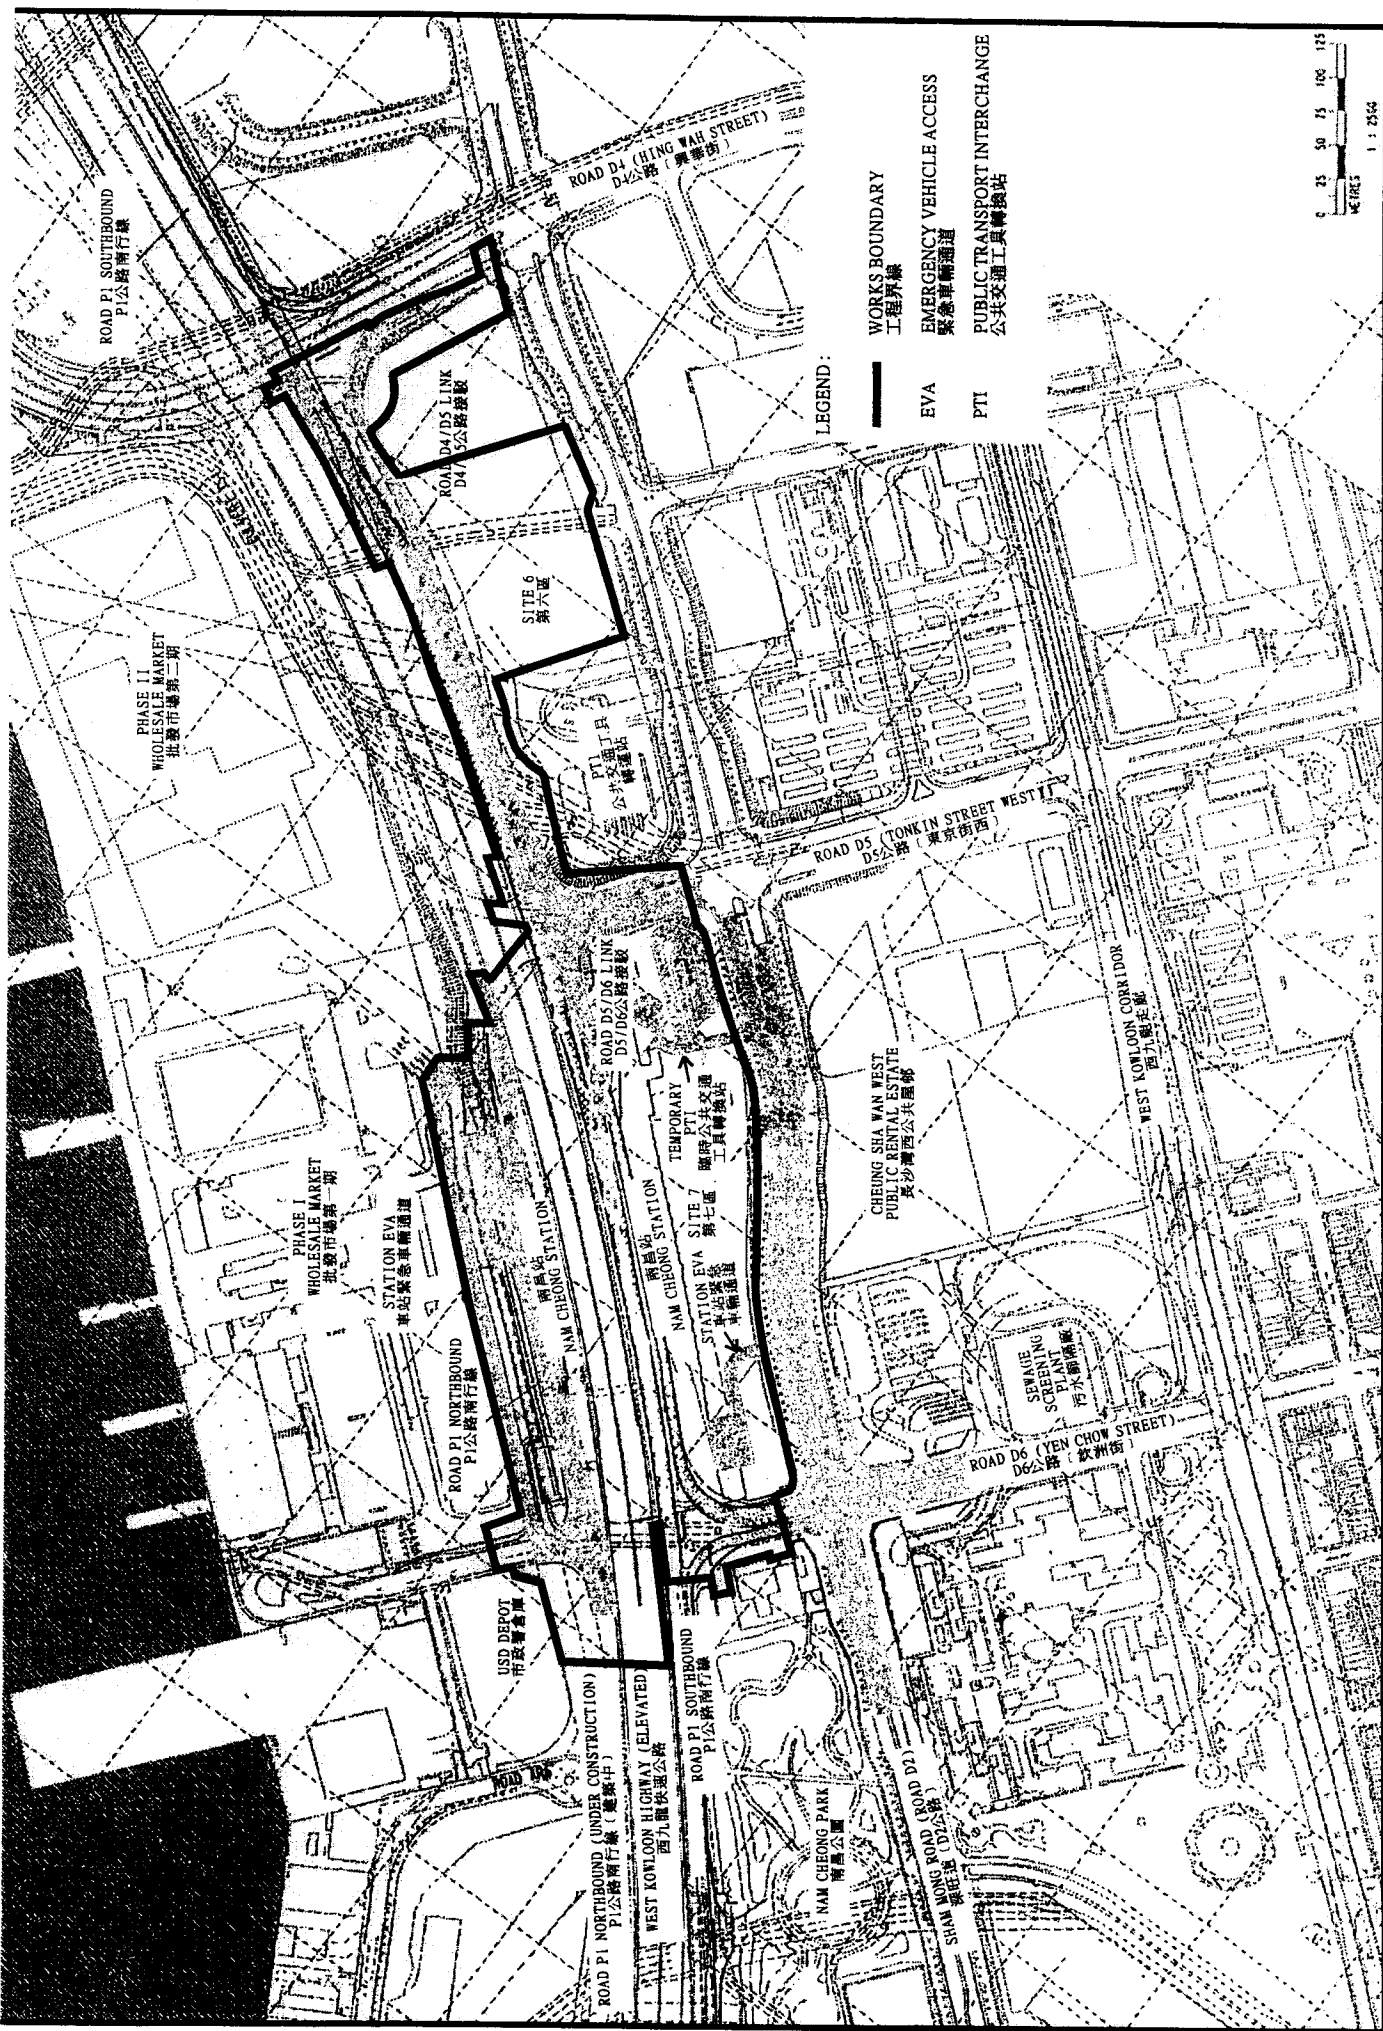 ROAD P1 SOUTHBOUND
P1公路南行線
PHASE II
WHOLESALE MARKET
批發市場第二期
PHASE I
WHOLESALE MARKET
批發市場第一期
STATION EVA
車站緊急車輛通道
ROAD P1 NORTHBOUND
P1公路南行線
USD DEPOT
市政署倉庫
ROAD P1 NORTHBOUND (UNDER CONSTRUCTION)
P1公路南行線（建築中）
WEST KOWLOON HIGHWAY (ELEVATED)
西九龍快速公路
ROAD P1 SOUTHBOUND
P1公路南行線
NAM CHEONG PARK
南昌公園
SHAM MONG ROAD (ROAD D2)
深旺道（D2公路）
南昌站
NAM CHEONG STATION
南昌站
NAM CHEONG STATION
STATION EVA
車站緊急
車輛通道
SITE 7
第七區
TEMPORARY
PTI
臨時公共交通
工具轉換站
ROAD D5/D6 LINK
D5/D6公路接駁
PTI
公共交通工具
轉運站
SITE 6
第六區
ROAD D4/D5 LINK
D4/D5公路接駁
ROAD D4 (HING WAH STREET)
D4公路（興華街）
ROAD D5 (TONKIN STREET WEST)
D5公路（東京街西）
CHEUNG SHA WAN WEST
PUBLIC RENTAL ESTATE
長沙灣西公共屋邨
WEST KOWLOON CORRIDOR
西九龍走廊
SEWAGE
SCREENING
PLANT
污水篩隔廠
ROAD D6 (YEN CHOW STREET)
D6公路（欽洲街）
LEGEND:
WORKS BOUNDARY
工程界線
EVA EMERGENCY VEHICLE ACCESS
緊急車輛通道
PTI PUBLIC TRANSPORT INTERCHANGE
公共交通工具轉換站
0 25 50 75 100 125
METRES
1 : 2500